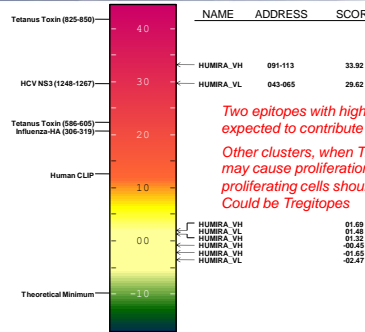 NAME ADDRESS SCOR
Tetanus Toxin (825-850)
40
HUMIRA_VH 091-113 33.92
30
HCV NS3 (1248-1267)
HUMIRA_VL 043-065 29.62
Two epitopes with high
expected to contribute
Tetanus Toxin (586-605)
Influenza-HA (306-319)
20
Other clusters, when T
may cause proliferation
proliferating cells shou
Could be Tregitopes
Human CLIP
10
HUMIRA_VH 01.69
HUMIRA_VL 01.48
HUMIRA_VH 01.32
00
HUMIRA_VH -00.45
HUMIRA_VH -01.65
HUMIRA_VL -02.47
Theoretical Minimum
-10